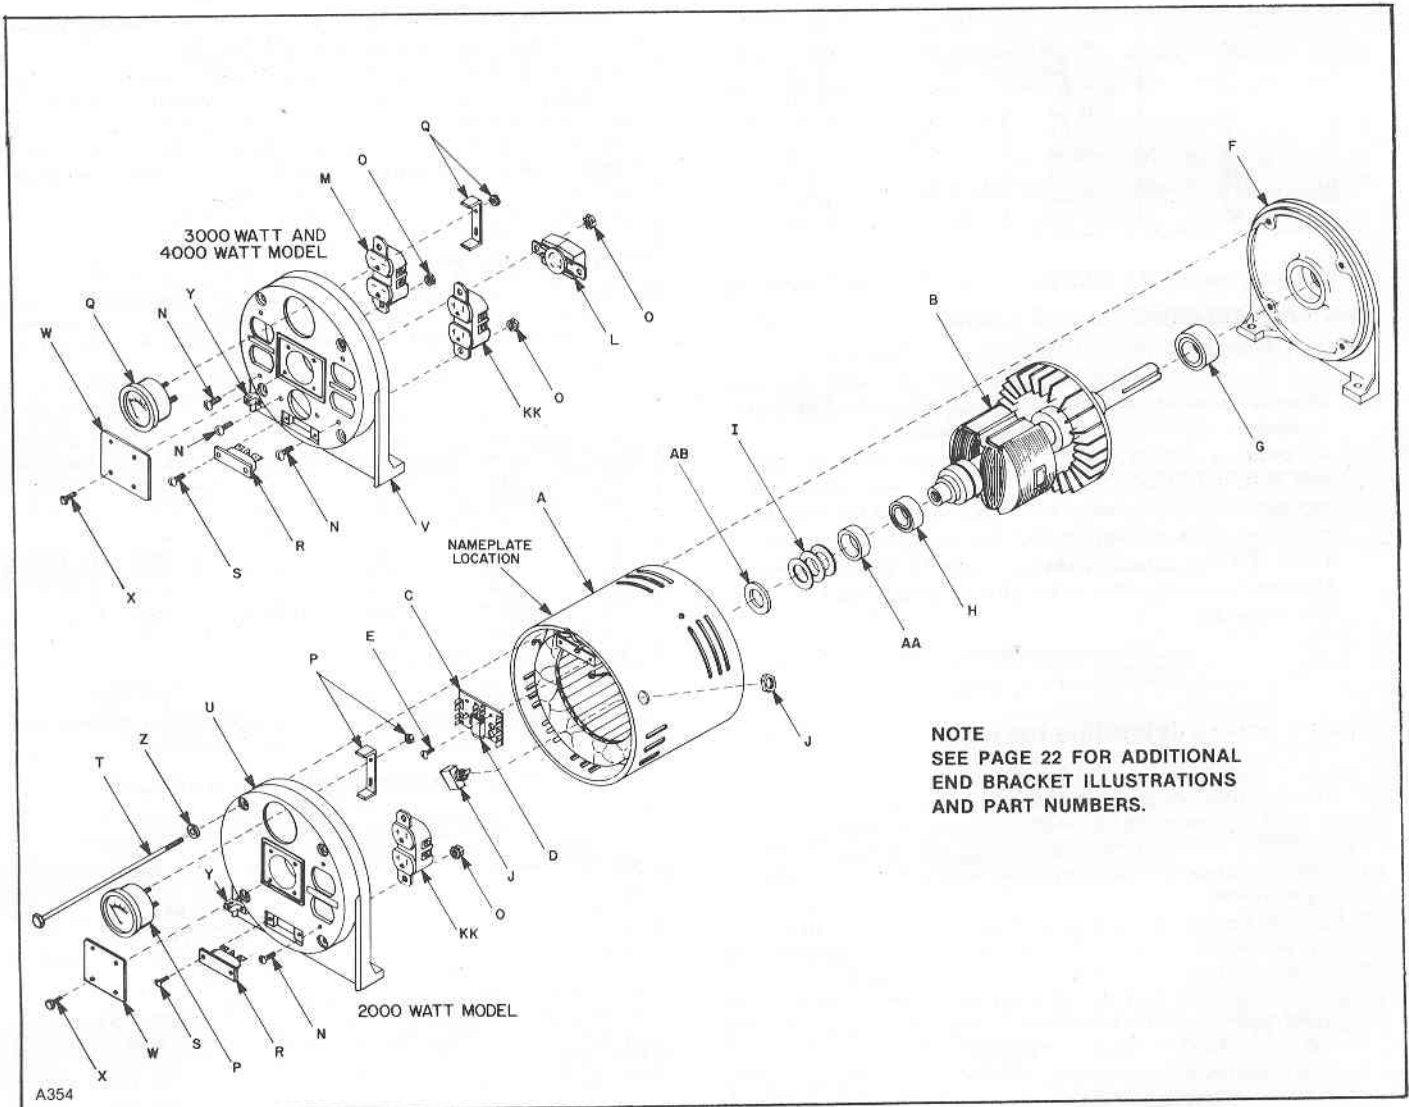 Q
F
O
M
3000 WATT AND
4000 WATT MODEL
Y
Q
N
W
B
O
L
O
KK
I
G
AB
N
A
N
V
R
S
X
NAMEPLATE
LOCATION
C
H
AA
E
P
U
Z
T
J
NOTE
SEE PAGE 22 FOR ADDITIONAL
END BRACKET ILLUSTRATIONS
AND PART NUMBERS.
D
J
Y
O
KK
2000 WATT MODEL
N
R
S
P
W
X
A354